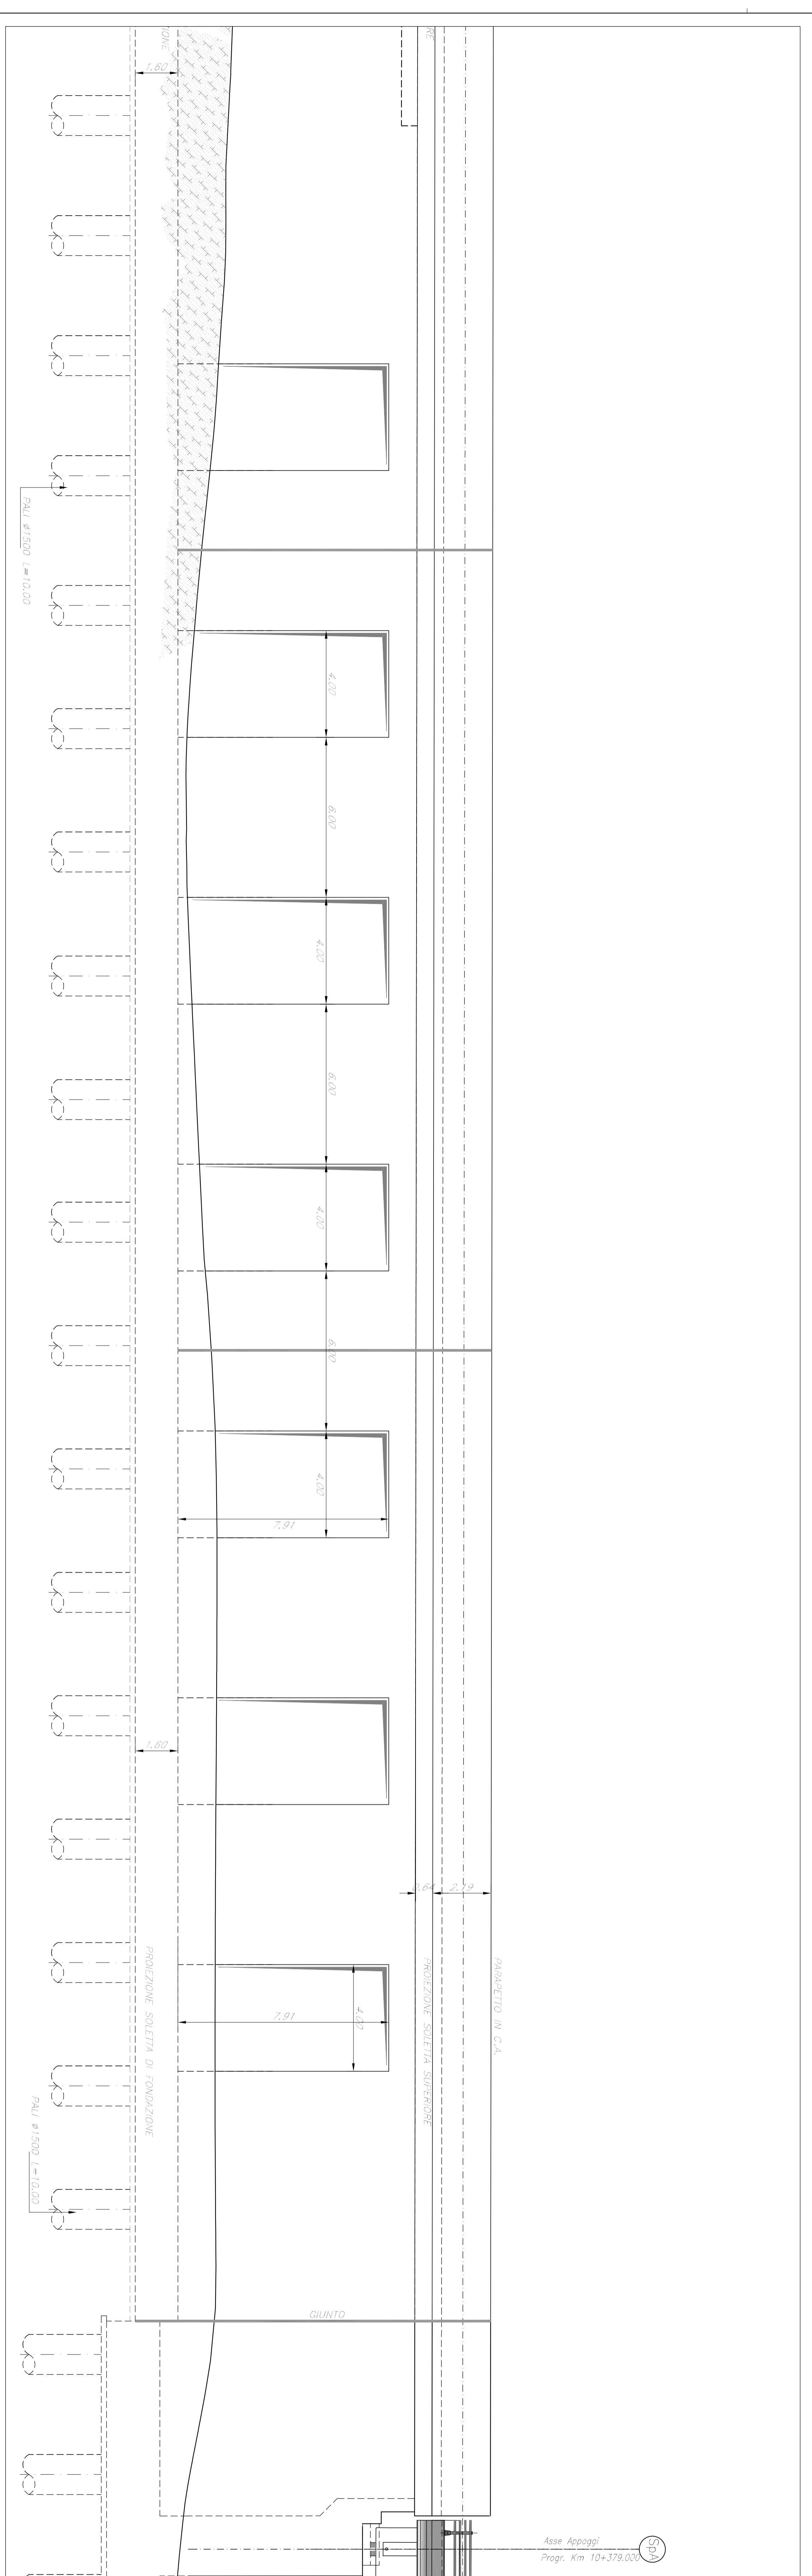 IONE
1.60
RE
PALI ø1500 L=10.00
4.00
6.00
4.00
6.00
4.00
6.00
4.00
7.91
1.60
0.64
2.19
PROIEZIONE SOLETTA DI FONDAZIONE
PROIEZIONE SOLETTA SUPERIORE
PARAPETTO IN C.A.
7.91
4.00
PALI ø1500 L=10.00
GIUNTO
Asse Appoggi
Progr. Km 10+379.000
SpA